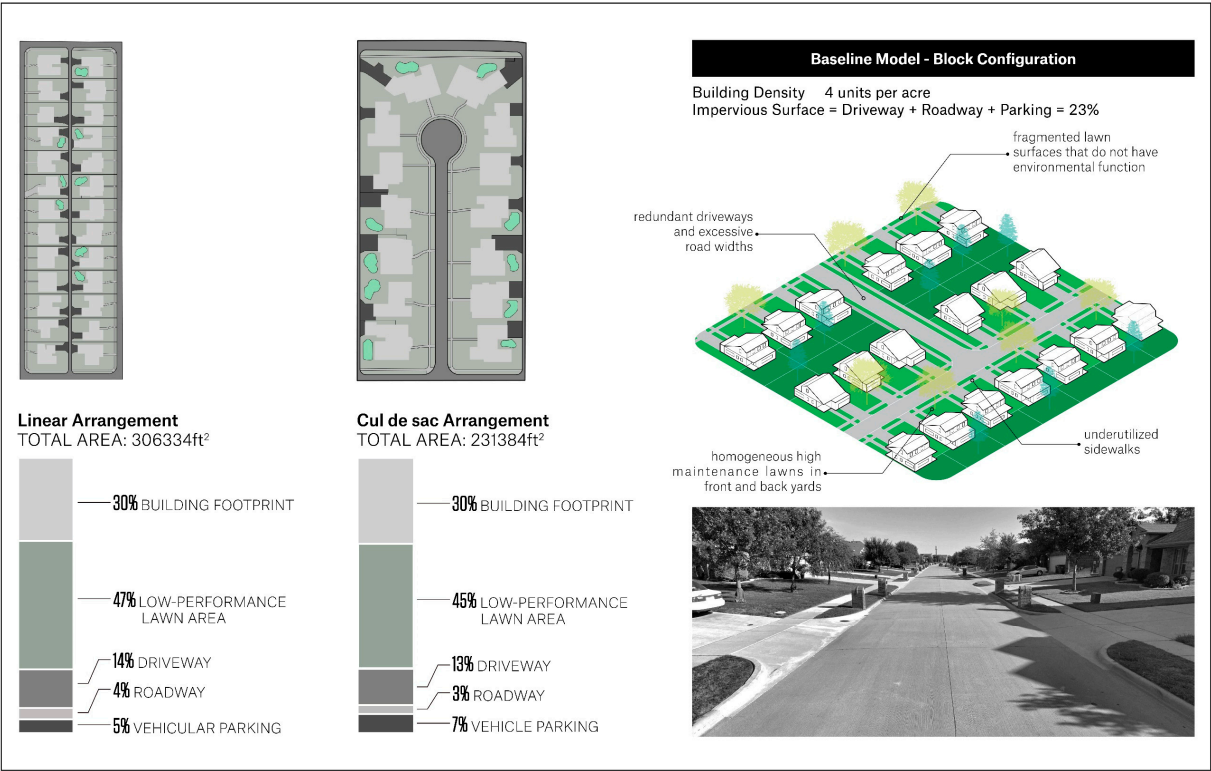 Baseline Model - Block Configuration
Building Density 4 units per acre
Impervious Surface = Driveway + Roadway + Parking = 23%
fragmented lawn
surfaces that do not have
environmental function
redundant driveways
and excessive
road widths
underutilized
sidewalks
homogeneous high
maintenance lawns in
front and back yards
Linear Arrangement
TOTAL AREA: 306334ft²
30% BUILDING FOOTPRINT
47% LOW-PERFORMANCE
LAWN AREA
14% DRIVEWAY
4% ROADWAY
5% VEHICULAR PARKING
Cul de sac Arrangement
TOTAL AREA: 231384ft²
30% BUILDING FOOTPRINT
45% LOW-PERFORMANCE
LAWN AREA
13% DRIVEWAY
3% ROADWAY
7% VEHICLE PARKING